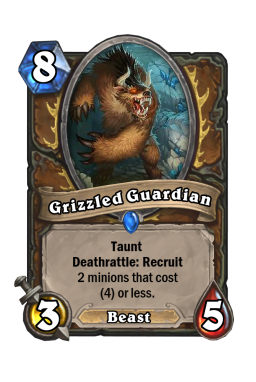 8
Grizzled Guardian
Taunt
Deathrattle: Recruit
2 minions that cost
(4) or less.
3
Beast
5